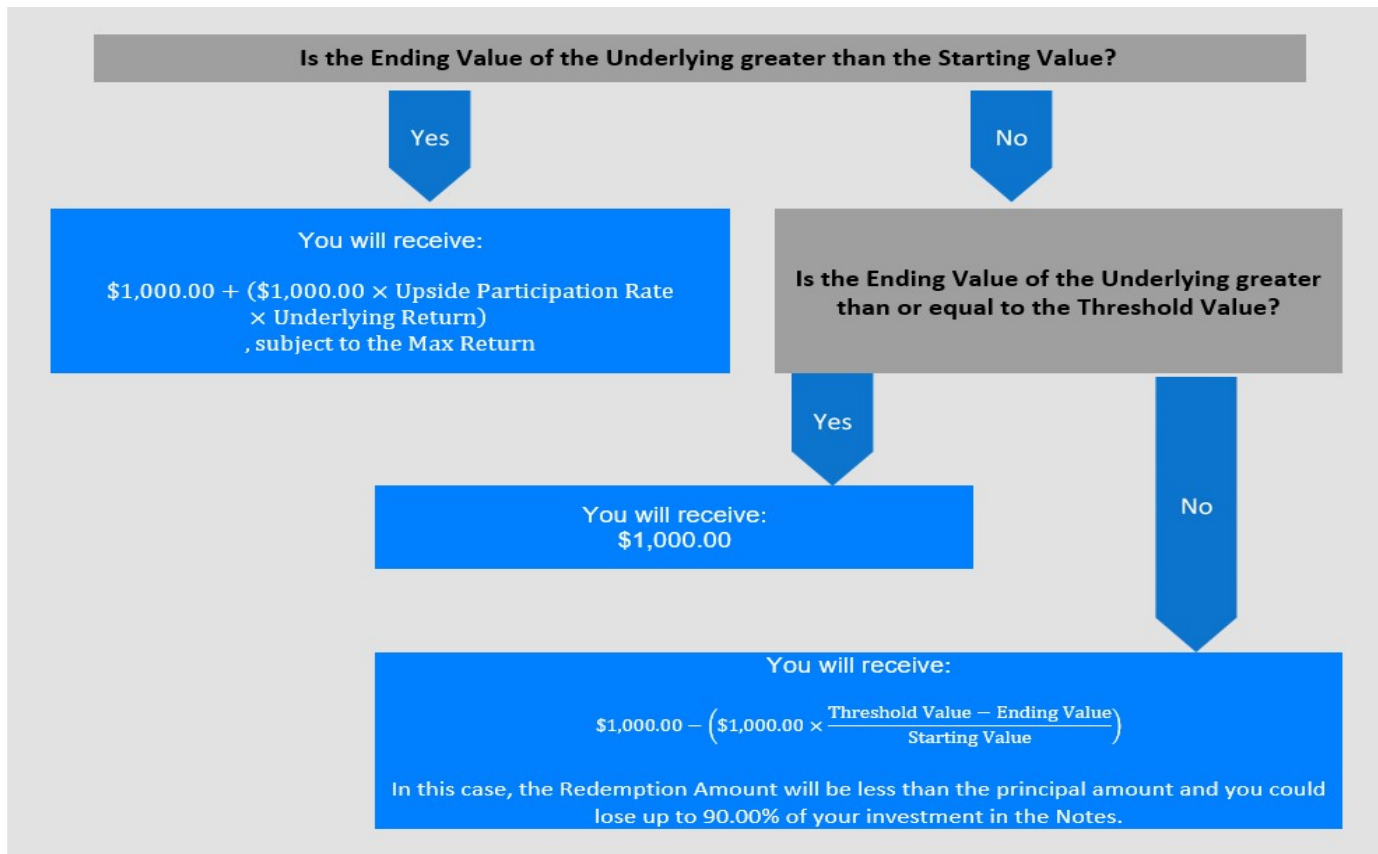 Is the Ending Value of the Underlying greater than the Starting Value?
Yes
No
You will receive:
$1,000.00 + ($1,000.00 × Upside Participation Rate
× Underlying Return)
, subject to the Max Return
Is the Ending Value of the Underlying greater
than or equal to the Threshold Value?
Yes
No
You will receive:
$1,000.00
You will receive:
$1,000.00 − ($1,000.00 × Threshold Value − Ending Value
Starting Value)
In this case, the Redemption Amount will be less than the principal amount and you could
lose up to 90.00% of your investment in the Notes.